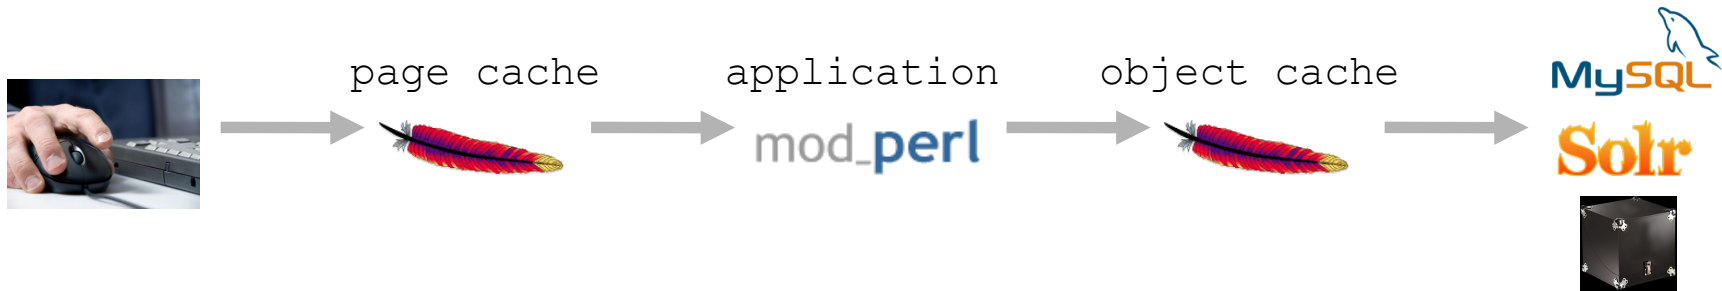 page cache
application
object cache
mod_perl
MySQL
Solr